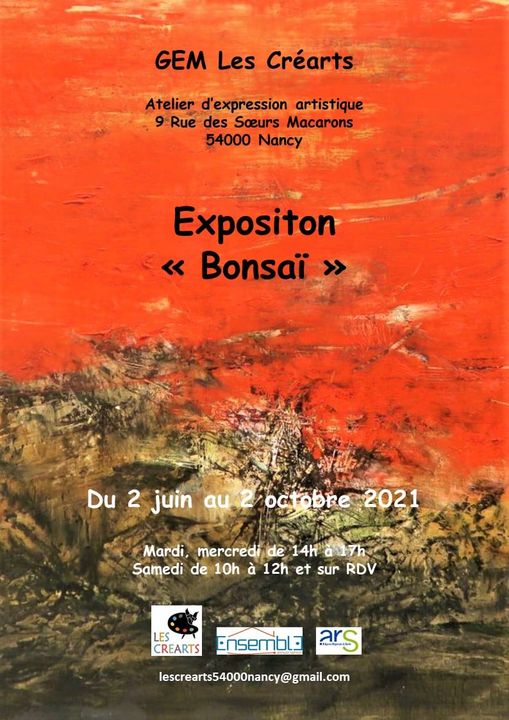 GEM Les Créarts
Atelier d'expression artistique
9 Rue des Sœurs Macarons
54000 Nancy
Expositon
« Bonsaï »
Du 2 juin au 2 octobre 2021
Mardi, mercredi de 14h à 17h
Samedi de 10h à 12h et sur RDV
LES
CREARTS
Ensembl3
ars
lescrearts54000nancy@gmail.com